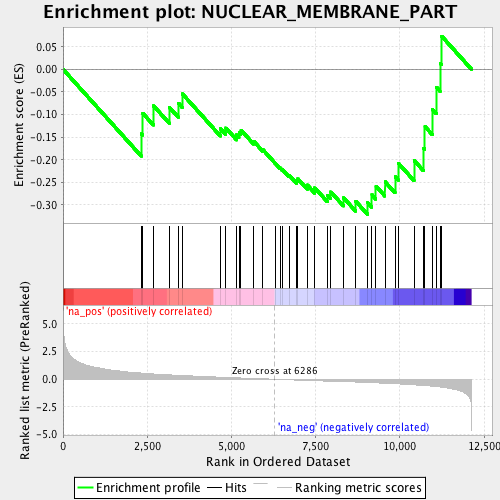 Enrichment plot: NUCLEAR_MEMBRANE_PART
Enrichment score (ES)
0.05
0.00
-0.05
-0.10
-0.15
-0.20
-0.25
-0.30
'na_pos' (positively correlated)
Ranked list metric (PreRanked)
5.0
2.5
0.0
-2.5
-5.0
Zero cross at 6286
'na_neg' (negatively correlated)
0
2,500
5,000
7,500
10,000
12,500
Rank in Ordered Dataset
Enrichment profile
Hits
Ranking metric scores